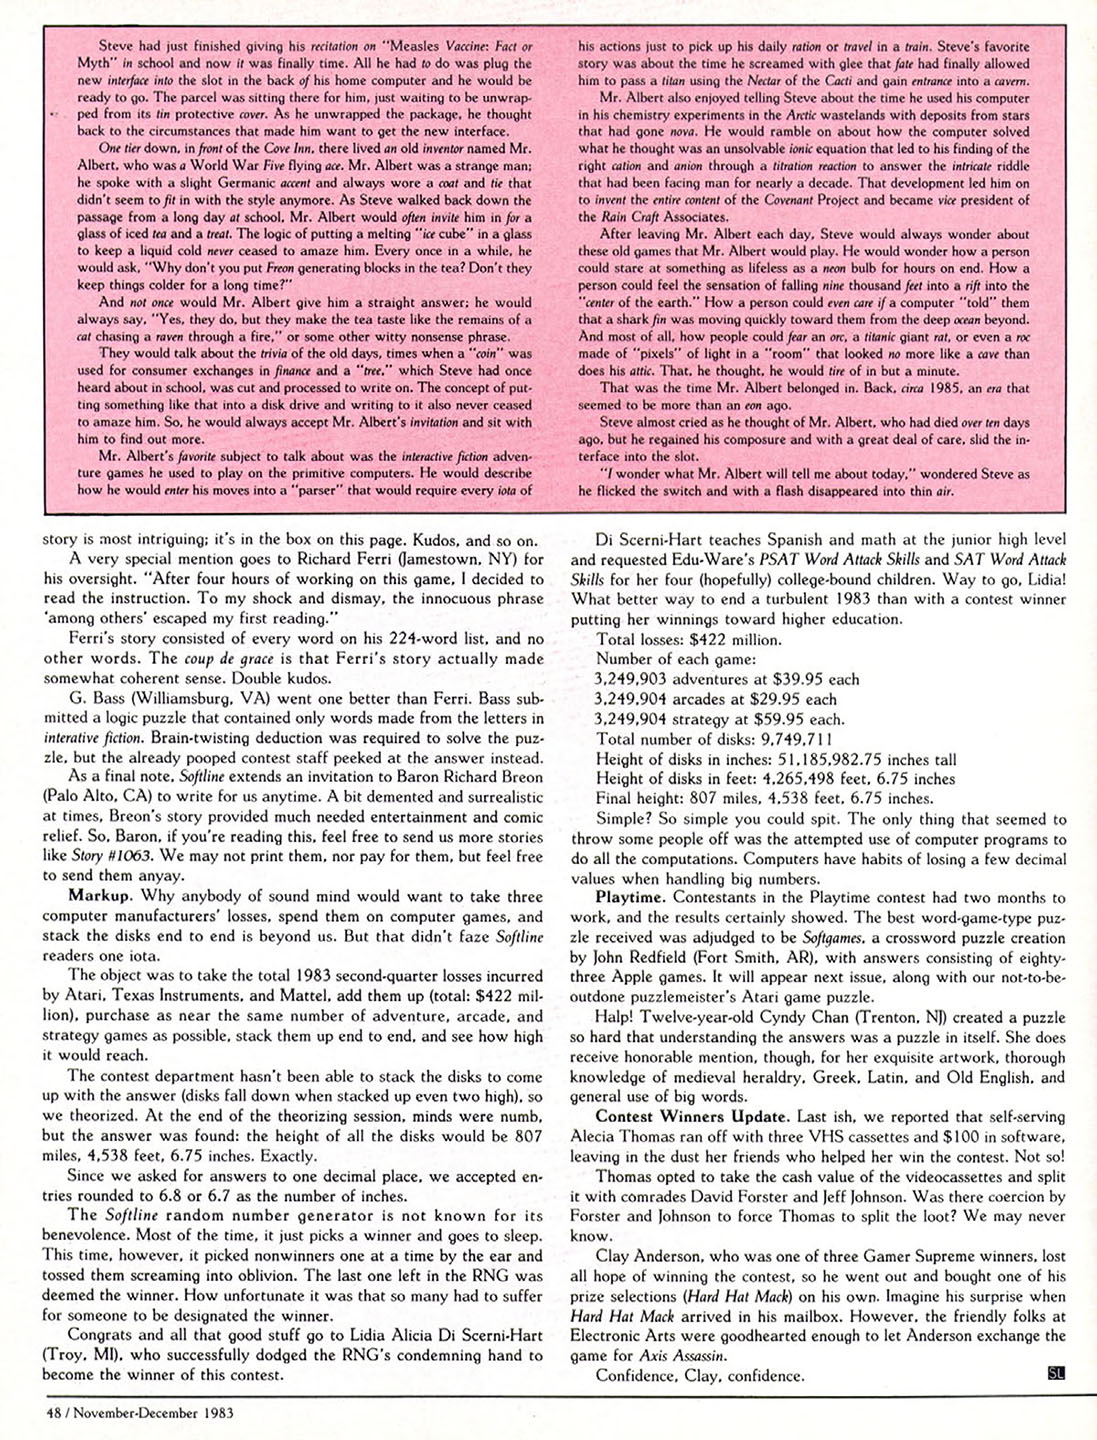 Steve had just finished giving his recitation on "Measles Vaccine: Fact or
Myth" in school and now it was finally time. All he had to do was plug the
new interface into the slot in the back of his home computer and he would be
ready to go. The parcel was sitting there for him, just waiting to be unwrap-
ped from its tin protective cover. As he unwrapped the package, he thought
back to the circumstances that made him want to get the new interface.
One tier down, in front of the Cove Inn, there lived an old inventor named Mr.
Albert, who was a World War Five flying ace. Mr. Albert was a strange man;
he spoke with a slight Germanic accent and always wore a coat and tie that
didn't seem to fit in with the style anymore. As Steve walked back down the
passage from a long day at school, Mr. Albert would often invite him in for a
glass of iced tea and a treat. The logic of putting a melting "ice cube" in a glass
to keep a liquid cold never ceased to amaze him. Every once in a while, he
would ask, "Why don't you put Freon generating blocks in the tea? Don't they
keep things colder for a long time?"
And not once would Mr. Albert give him a straight answer; he would
always say, "Yes, they do, but they make the tea taste like the remains of a
cat chasing a raven through a fire," or some other witty nonsense phrase.
They would talk about the trivia of the old days, times when a "coin" was
used for consumer exchanges in finance and a "tree," which Steve had once
heard about in school, was cut and processed to write on. The concept of put-
ting something like that into a disk drive and writing to it also never ceased
to amaze him. So, he would always accept Mr. Albert's invitation and sit with
him to find out more.
Mr. Albert's favorite subject to talk about was the interactive fiction adven-
ture games he used to play on the primitive computers. He would describe
how he would enter his moves into a "parser" that would require every iota of
his actions just to pick up his daily ration or travel in a train. Steve's favorite
story was about the time he screamed with glee that fate had finally allowed
him to pass a titan using the Nectar of the Cacti and gain entrance into a cavern.
Mr. Albert also enjoyed telling Steve about the time he used his computer
in his chemistry experiments in the Arctic wastelands with deposits from stars
that had gone nova. He would ramble on about how the computer solved
what he thought was an unsolvable ionic equation that led to his finding of the
right cation and anion through a titration reaction to answer the intricate riddle
that had been facing man for nearly a decade. That development led him on
to invent the entire content of the Covenant Project and became vice president of
the Rain Craft Associates.
After leaving Mr. Albert each day, Steve would always wonder about
these old games that Mr. Albert would play. He would wonder how a person
could stare at something as lifeless as a neon bulb for hours on end. How a
person could feel the sensation of falling nine thousand feet into a rift into the
"center of the earth." How a person could even care if a computer "told" them
that a shark fin was moving quickly toward them from the deep ocean beyond.
And most of all, how people could fear an orc, a titanic giant rat, or even a roc
made of "pixels" of light in a "room" that looked no more like a cave than
does his attic. That, he thought, he would tire of in but a minute.
That was the time Mr. Albert belonged in. Back, circa 1985, an era that
seemed to be more than an eon ago.
Steve almost cried as he thought of Mr. Albert, who had died over ten days
ago, but he regained his composure and with a great deal of care, slid the in-
terface into the slot.
"I wonder what Mr. Albert will tell me about today," wondered Steve as
he flicked the switch and with a flash disappeared into thin air.
story is most intriguing; it's in the box on this page. Kudos, and so on.
A very special mention goes to Richard Ferri (Jamestown, NY) for
his oversight. "After four hours of working on this game, I decided to
read the instruction. To my shock and dismay, the innocuous phrase
'among others' escaped my first reading."
Ferri's story consisted of every word on his 224-word list, and no
other words. The coup de grace is that Ferri's story actually made
somewhat coherent sense. Double kudos.
G. Bass (Williamsburg, VA) went one better than Ferri. Bass sub-
mitted a logic puzzle that contained only words made from the letters in
interative fiction. Brain-twisting deduction was required to solve the puz-
zle, but the already pooped contest staff peeked at the answer instead.
As a final note, Softline extends an invitation to Baron Richard Breon
(Palo Alto, CA) to write for us anytime. A bit demented and surrealistic
at times, Breon's story provided much needed entertainment and comic
relief. So, Baron, if you're reading this, feel free to send us more stories
like Story #1063. We may not print them, nor pay for them, but feel free
to send them anyay.
Markup. Why anybody of sound mind would want to take three
computer manufacturers' losses, spend them on computer games, and
stack the disks end to end is beyond us. But that didn't faze Softline
readers one iota.
The object was to take the total 1983 second-quarter losses incurred
by Atari, Texas Instruments, and Mattel, add them up (total: $422 mil-
lion), purchase as near the same number of adventure, arcade, and
strategy games as possible, stack them up end to end, and see how high
it would reach.
The contest department hasn't been able to stack the disks to come
up with the answer (disks fall down when stacked up even two high), so
we theorized. At the end of the theorizing session, minds were numb,
but the answer was found: the height of all the disks would be 807
miles, 4,538 feet, 6.75 inches. Exactly.
Since we asked for answers to one decimal place, we accepted en-
tries rounded to 6.8 or 6.7 as the number of inches.
The Softline random number generator is not known for its
benevolence. Most of the time, it just picks a winner and goes to sleep.
This time, however, it picked nonwinners one at a time by the ear and
tossed them screaming into oblivion. The last one left in the RNG was
deemed the winner. How unfortunate it was that so many had to suffer
for someone to be designated the winner.
Congrats and all that good stuff go to Lidia Alicia Di Scerni-Hart
(Troy, MI), who successfully dodged the RNG's condemning hand to
become the winner of this contest.
Di Scerni-Hart teaches Spanish and math at the junior high level
and requested Edu-Ware's PSAT Word Attack Skills and SAT Word Attack
Skills for her four (hopefully) college-bound children. Way to go, Lidia!
What better way to end a turbulent 1983 than with a contest winner
putting her winnings toward higher education.
Total losses: $422 million.
Number of each game:
3,249,903 adventures at $39.95 each
3,249,904 arcades at $29.95 each
3,249,904 strategy at $59.95 each.
Total number of disks: 9,749,711
Height of disks in inches: 51,185,982.75 inches tall
Height of disks in feet: 4,265,498 feet, 6.75 inches
Final height: 807 miles, 4,538 feet, 6.75 inches.
Simple? So simple you could spit. The only thing that seemed to
throw some people off was the attempted use of computer programs to
do all the computations. Computers have habits of losing a few decimal
values when handling big numbers.
Playtime. Contestants in the Playtime contest had two months to
work, and the results certainly showed. The best word-game-type puz-
zle received was adjudged to be Softgames, a crossword puzzle creation
by John Redfield (Fort Smith, AR), with answers consisting of eighty-
three Apple games. It will appear next issue, along with our not-to-be-
outdone puzzlemeister's Atari game puzzle.
Halp! Twelve-year-old Cyndy Chan (Trenton, NJ) created a puzzle
so hard that understanding the answers was a puzzle in itself. She does
receive honorable mention, though, for her exquisite artwork, thorough
knowledge of medieval heraldry, Greek, Latin, and Old English, and
general use of big words.
Contest Winners Update. Last ish, we reported that self-serving
Alecia Thomas ran off with three VHS cassettes and $100 in software,
leaving in the dust her friends who helped her win the contest. Not so!
Thomas opted to take the cash value of the videocassettes and split
it with comrades David Forster and Jeff Johnson. Was there coercion by
Forster and Johnson to force Thomas to split the loot? We may never
know.
Clay Anderson, who was one of three Gamer Supreme winners, lost
all hope of winning the contest, so he went out and bought one of his
prize selections (Hard Hat Mack) on his own. Imagine his surprise when
Hard Hat Mack arrived in his mailbox. However, the friendly folks at
Electronic Arts were goodhearted enough to let Anderson exchange the
game for Axis Assassin.
Confidence, Clay, confidence.
SL
48 / November-December 1983